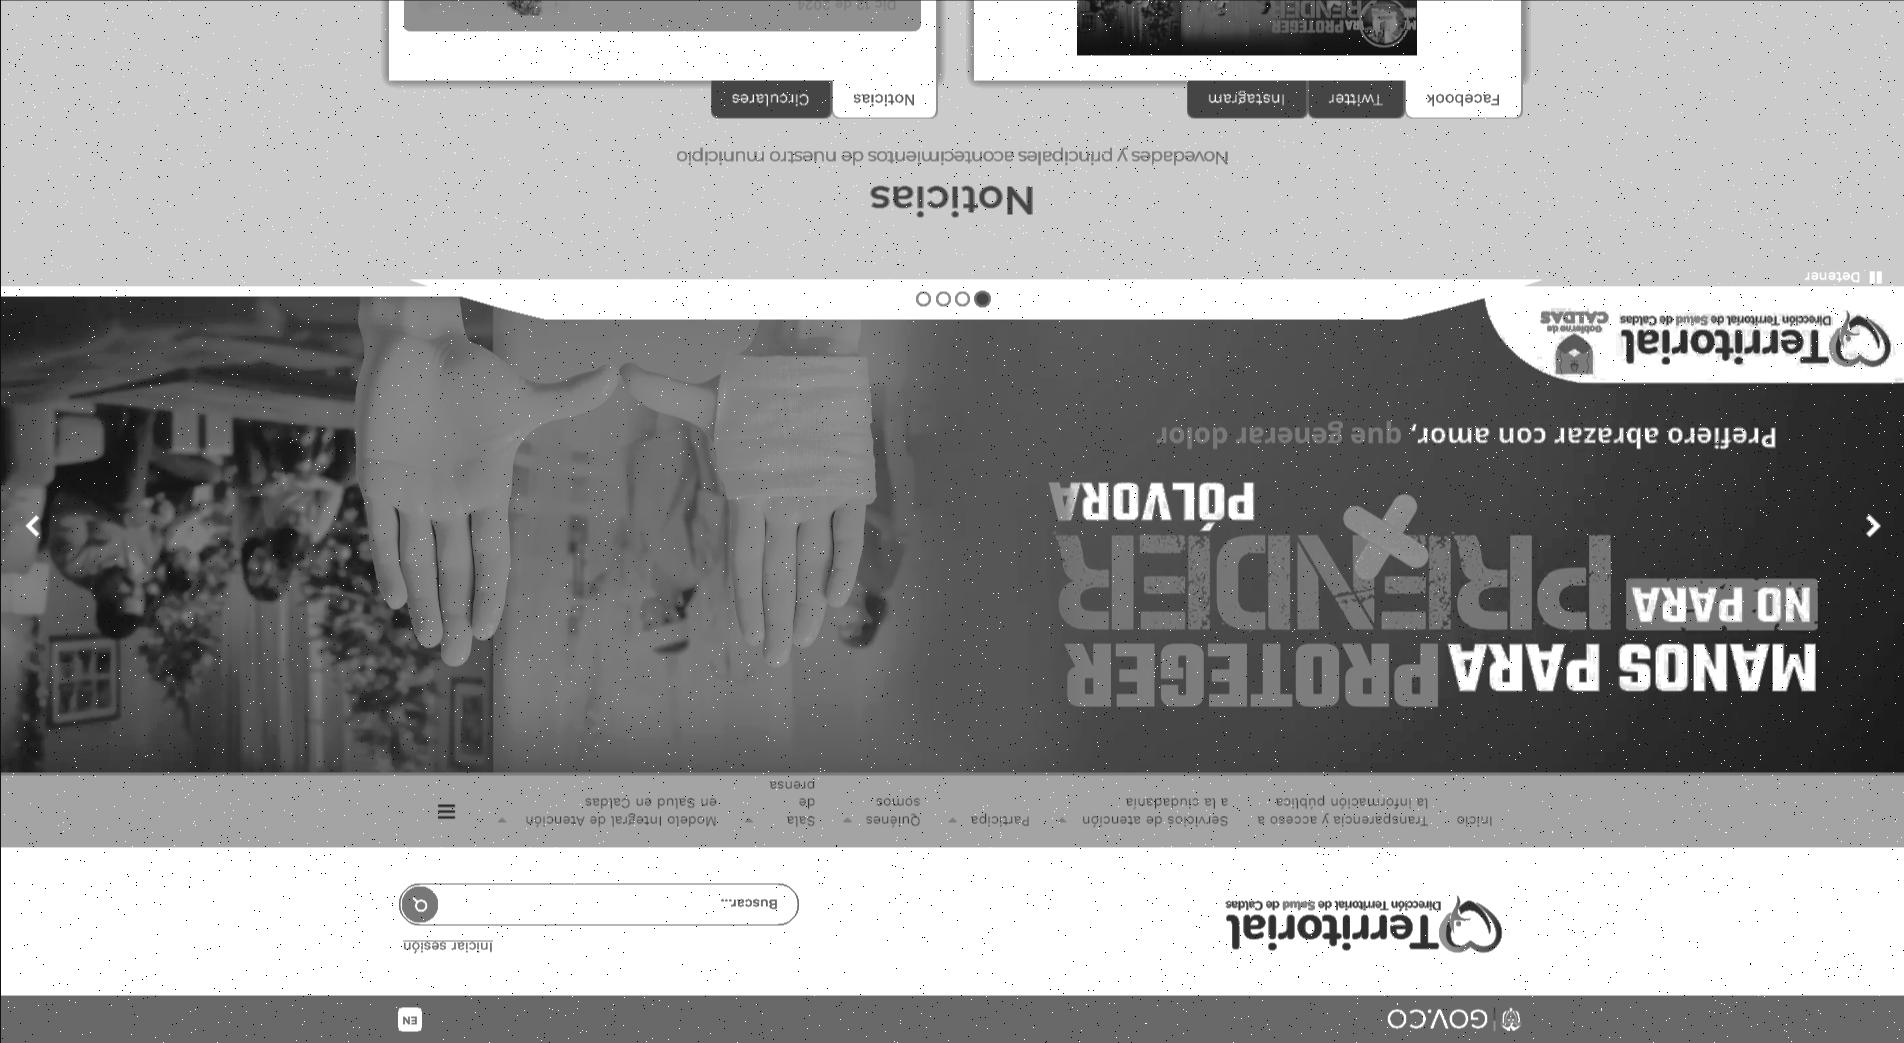 GOV.CO
EN
Territorial
Dirección Territorial de Salud de Caldas
Iniciar sesión
Buscar...
Inicio
Transparencia y acceso a
la información pública
Servicios de atención
a la ciudadanía
Participa
Quiénes
somos
Sala
de
prensa
Modelo Integral de Atención
en Salud en Caldas
MANOS PARA PROTEGER
NO PARA PRENDER
PÓLVORA
Prefiero abrazar con amor, que generar dolor
Territorial
Dirección Territorial de Salud de Caldas
Gobierno de
CALDAS
Detener
Noticias
Novedades y principales acontecimientos de nuestro municipio
Facebook
Twitter
Instagram
Noticias
Circulares
PROTEGER
Dic 12 de 2024